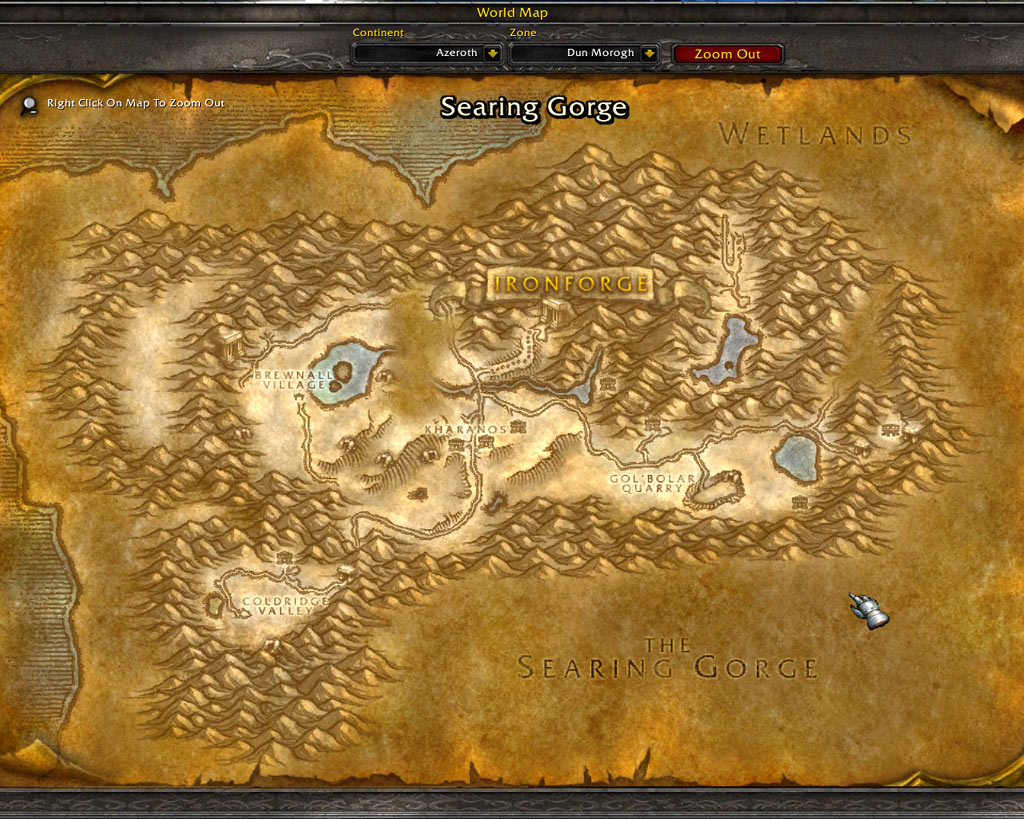 World Map
Continent
Zone
Azeroth
Dun Morogh
Zoom Out
Right Click On Map To Zoom Out
Searing Gorge
WETLANDS
IRONFORGE
BREWNALL
VILLAGE
KHARANOS
GOL'BOLAR
QUARRY
COLDRIDGE
VALLEY
THE
SEARING GORGE